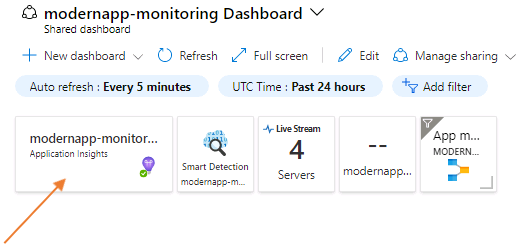 modernapp-monitoring Dashboard
Shared dashboard
New dashboard
Refresh
Full screen
Edit
Manage sharing
Auto refresh : Every 5 minutes
UTC Time : Past 24 hours
Add filter
modernapp-monitor...
Application Insights
Smart Detection
modernapp-m...
Live Stream
4
Servers
--
modernapp...
App m...
MODERN...